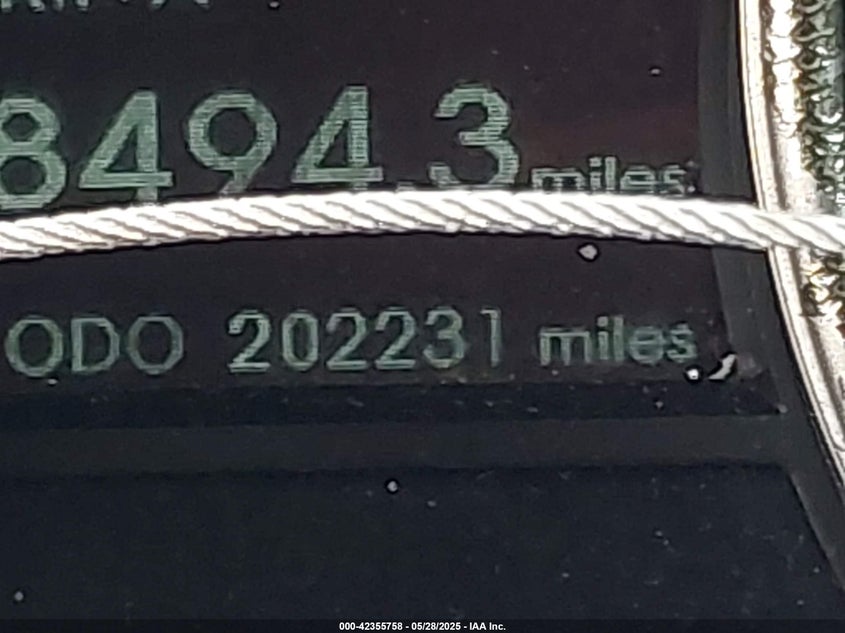 8494.3 miles
ODO 202231 miles
000-42355758 - 05/28/2025 - IAA Inc.